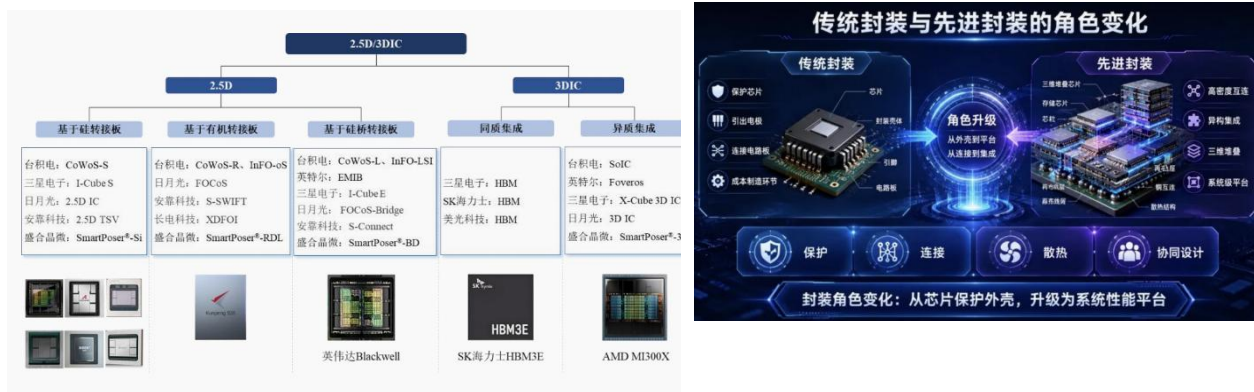 2.5D/3DIC
2.5D
3DIC
基于硅转接板
基于有机转接板
基于硅桥转接板
同质集成
异质集成
台积电：CoWoS-S
三星电子：I-Cube S
日月光：2.5D IC
安靠科技：2.5D TSV
盛合晶微：SmartPoser®-Si
台积电：CoWoS-R、InFO-oS
日月光：FOCoS
安靠科技：S-SWIFT
长电科技：XDFOI
盛合晶微：SmartPoser®-RDL
台积电：CoWoS-L、InFO-LSI
英特尔：EMIB
三星电子：I-Cube E
日月光：FOCoS-Bridge
安靠科技：S-Connect
盛合晶微：SmartPoser®-BD
三星电子：HBM
SK海力士：HBM
美光科技：HBM
台积电：SoIC
英特尔：Foveros
三星电子：X-Cube 3D IC
日月光：3D IC
盛合晶微：SmartPoser®-3
HBM3E
英伟达Blackwell
SK海力士HBM3E
AMD MI300X
传统封装与先进封装的角色变化
传统封装
保护芯片
引出电极
连接电路板
成本制造环节
芯片
封装壳体
引脚
电路板
角色升级
从外壳到平台
从连接到集成
先进封装
三维堆叠芯片
存储芯片
芯粒
铜互连
散热结构
高密度互连
异构集成
三维堆叠
系统级平台
保护
连接
散热
协同设计
封装角色变化：从芯片保护外壳，升级为系统性能平台